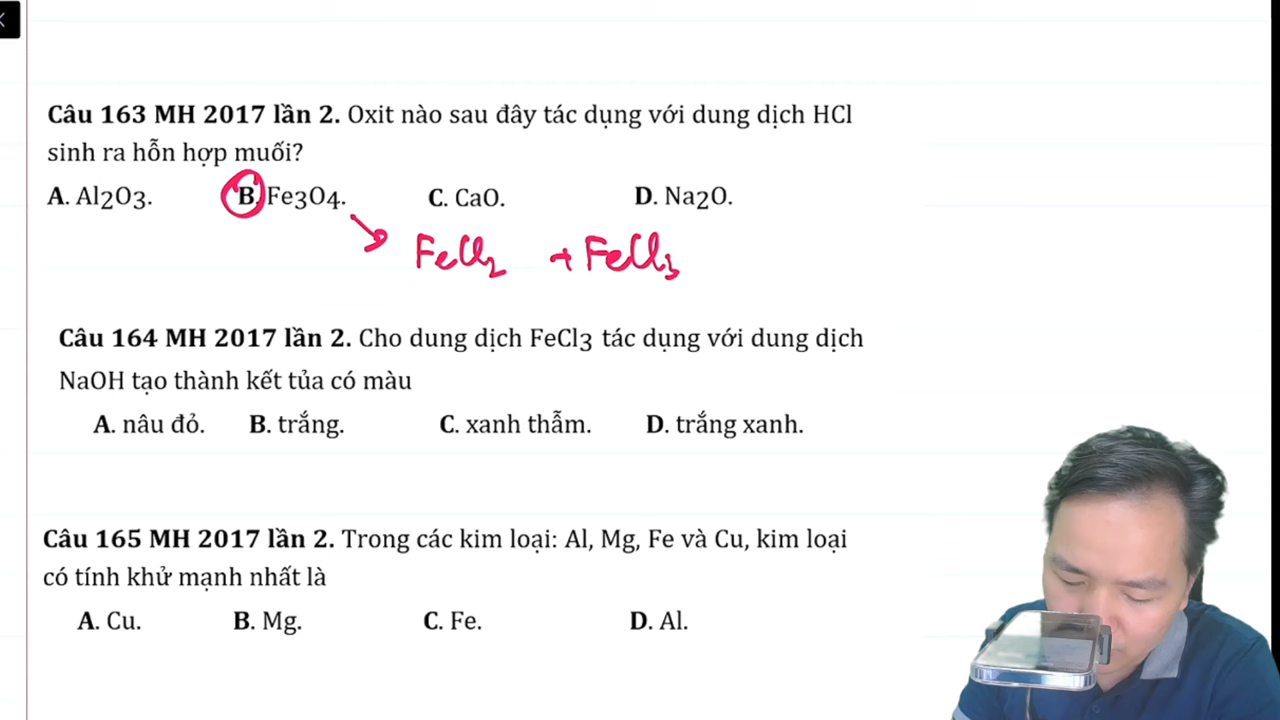 Câu 163 MH 2017 lần 2. Oxit nào sau đây tác dụng với dung dịch HCl
sinh ra hỗn hợp muối?
A. Al2O3. B. Fe3O4. C. CaO. D. Na2O.
FeCl2 + FeCl3
Câu 164 MH 2017 lần 2. Cho dung dịch FeCl3 tác dụng với dung dịch
NaOH tạo thành kết tủa có màu
A. nâu đỏ. B. trắng. C. xanh thẫm. D. trắng xanh.
Câu 165 MH 2017 lần 2. Trong các kim loại: Al, Mg, Fe và Cu, kim loại
có tính khử mạnh nhất là
A. Cu. B. Mg. C. Fe. D. Al.